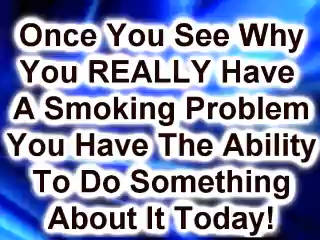 Once You See Why
You REALLY Have
A Smoking Problem
You Have The Ability
To Do Something
About It Today!